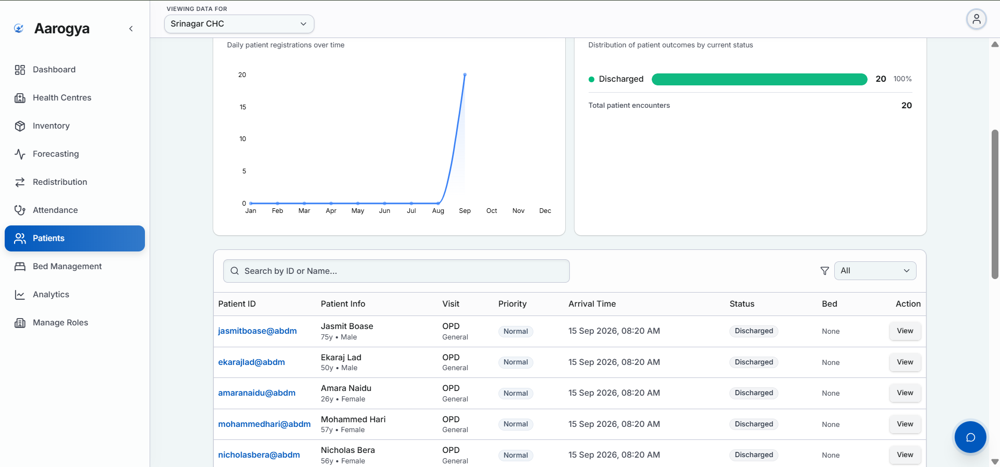 Aarogya
Dashboard
Health Centres
Inventory
Forecasting
Redistribution
Attendance
Patients
Bed Management
Analytics
Manage Roles
VIEWING DATA FOR
Srinagar CHC
Daily patient registrations over time
20
15
10
5
0
Jan Feb Mar Apr May Jun Jul Aug Sep Oct Nov Dec
Distribution of patient outcomes by current status
Discharged 20 100%
Total patient encounters 20
Search by ID or Name...
All
Patient ID Patient Info Visit Priority Arrival Time Status Bed Action
jasmitboase@abdm Jasmit Boase OPD Normal 15 Sep 2026, 08:20 AM Discharged None View
75y • Male General
ekarajlad@abdm Ekaraj Lad OPD Normal 15 Sep 2026, 08:20 AM Discharged None View
50y • Male General
amaranaidu@abdm Amara Naidu OPD Normal 15 Sep 2026, 08:20 AM Discharged None View
26y • Female General
mohammedhari@abdm Mohammed Hari OPD Normal 15 Sep 2026, 08:20 AM Discharged None View
57y • Female General
nicholasbera@abdm Nicholas Bera OPD Normal 15 Sep 2026, 08:20 AM Discharged None View
56y • Female General